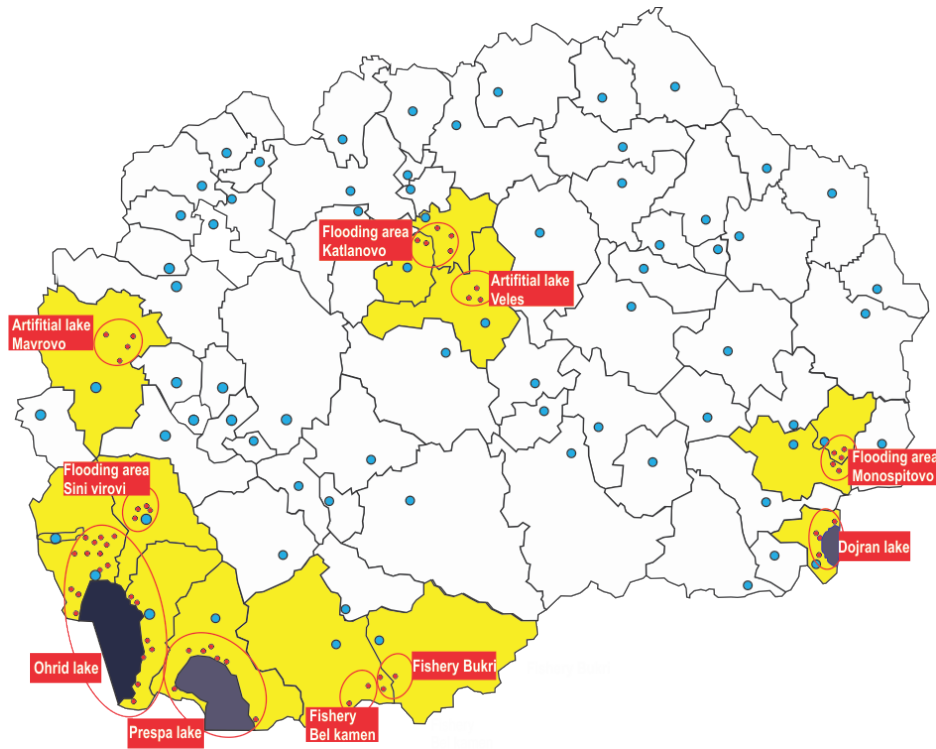 Flooding area
Katlanovo
Artifitial lake
Veles
Artifitial lake
Mavrovo
Flooding area
Sini virovi
Flooding area
Monospitovo
Dojran lake
Ohrid lake
Fishery Bukri
Prespa lake
Fishery
Bel kamen